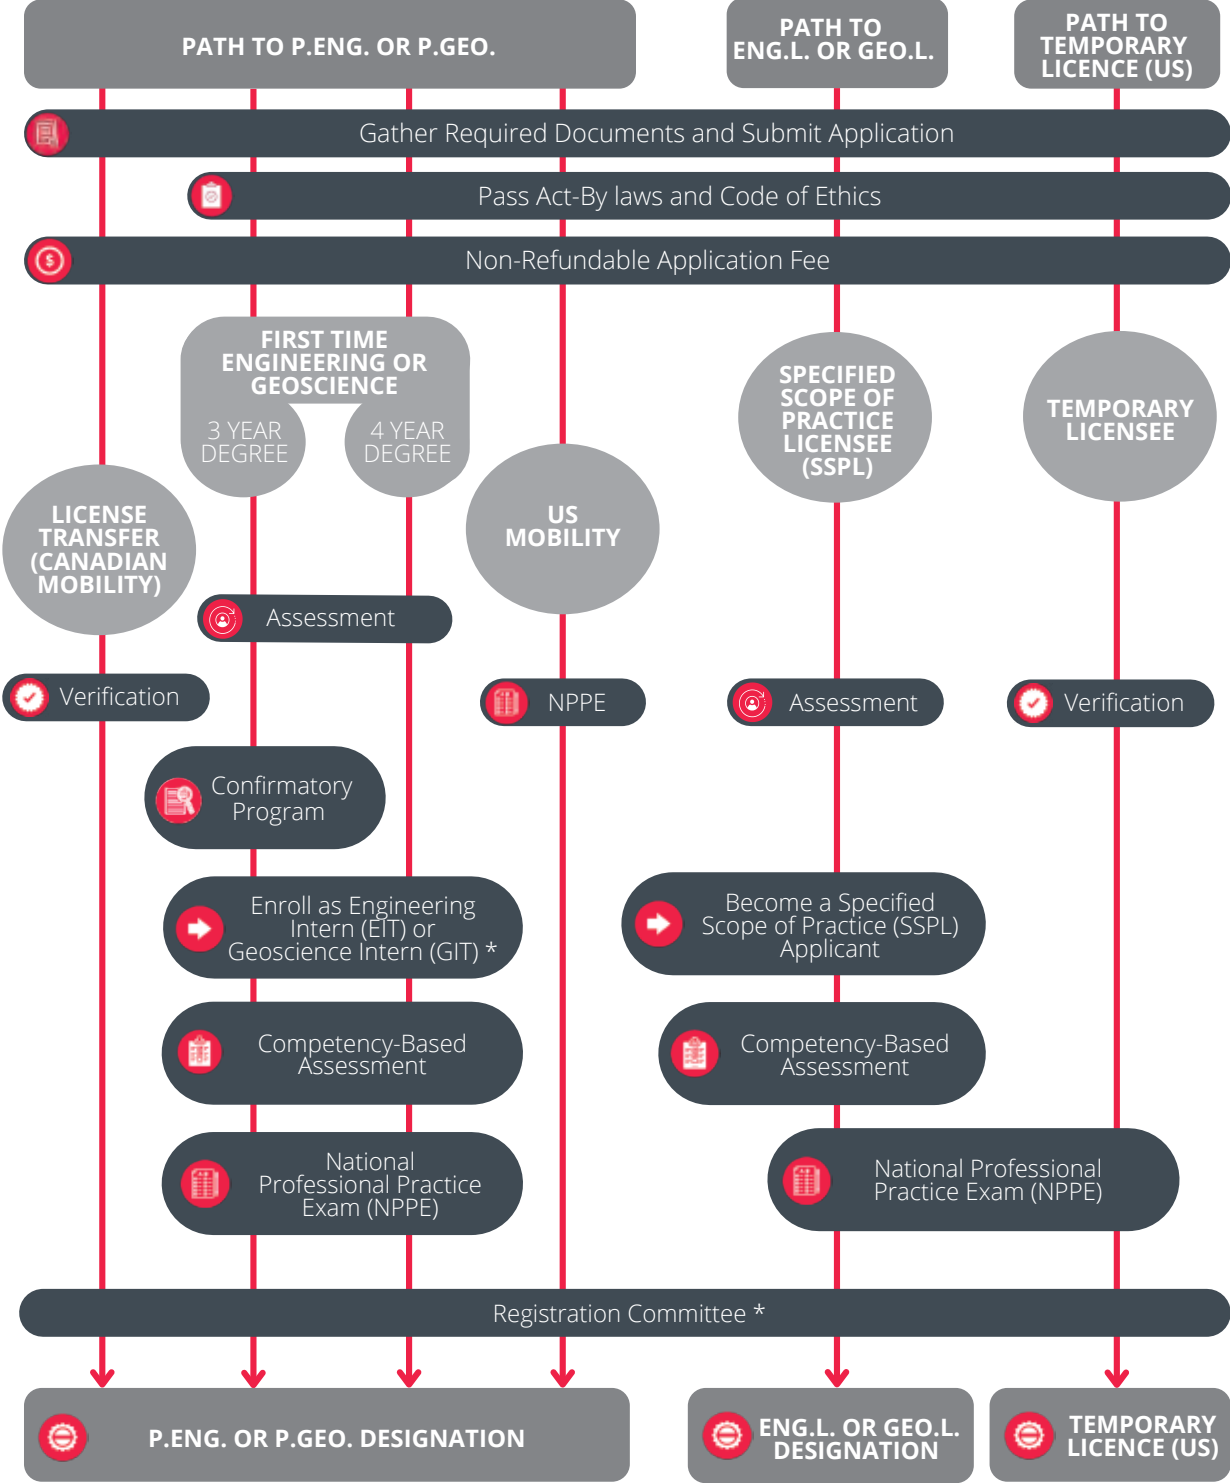 PATH TO P.ENG. OR P.GEO.
PATH TO
ENG.L. OR GEO.L.
PATH TO
TEMPORARY
LICENCE (US)
Gather Required Documents and Submit Application
Pass Act-By laws and Code of Ethics
Non-Refundable Application Fee
FIRST TIME
ENGINEERING OR
GEOSCIENCE
3 YEAR
DEGREE
4 YEAR
DEGREE
SPECIFIED
SCOPE OF
PRACTICE
LICENSEE
(SSPL)
TEMPORARY
LICENSEE
LICENSE
TRANSFER
(CANADIAN
MOBILITY)
US
MOBILITY
Assessment
Verification
NPPE
Assessment
Verification
Confirmatory
Program
Enroll as Engineering
Intern (EIT) or
Geoscience Intern (GIT) *
Become a Specified
Scope of Practice (SSPL)
Applicant
Competency-Based
Assessment
Competency-Based
Assessment
National
Professional Practice
Exam (NPPE)
National Professional
Practice Exam (NPPE)
Registration Committee *
P.ENG. OR P.GEO. DESIGNATION
ENG.L. OR GEO.L.
DESIGNATION
TEMPORARY
LICENCE (US)